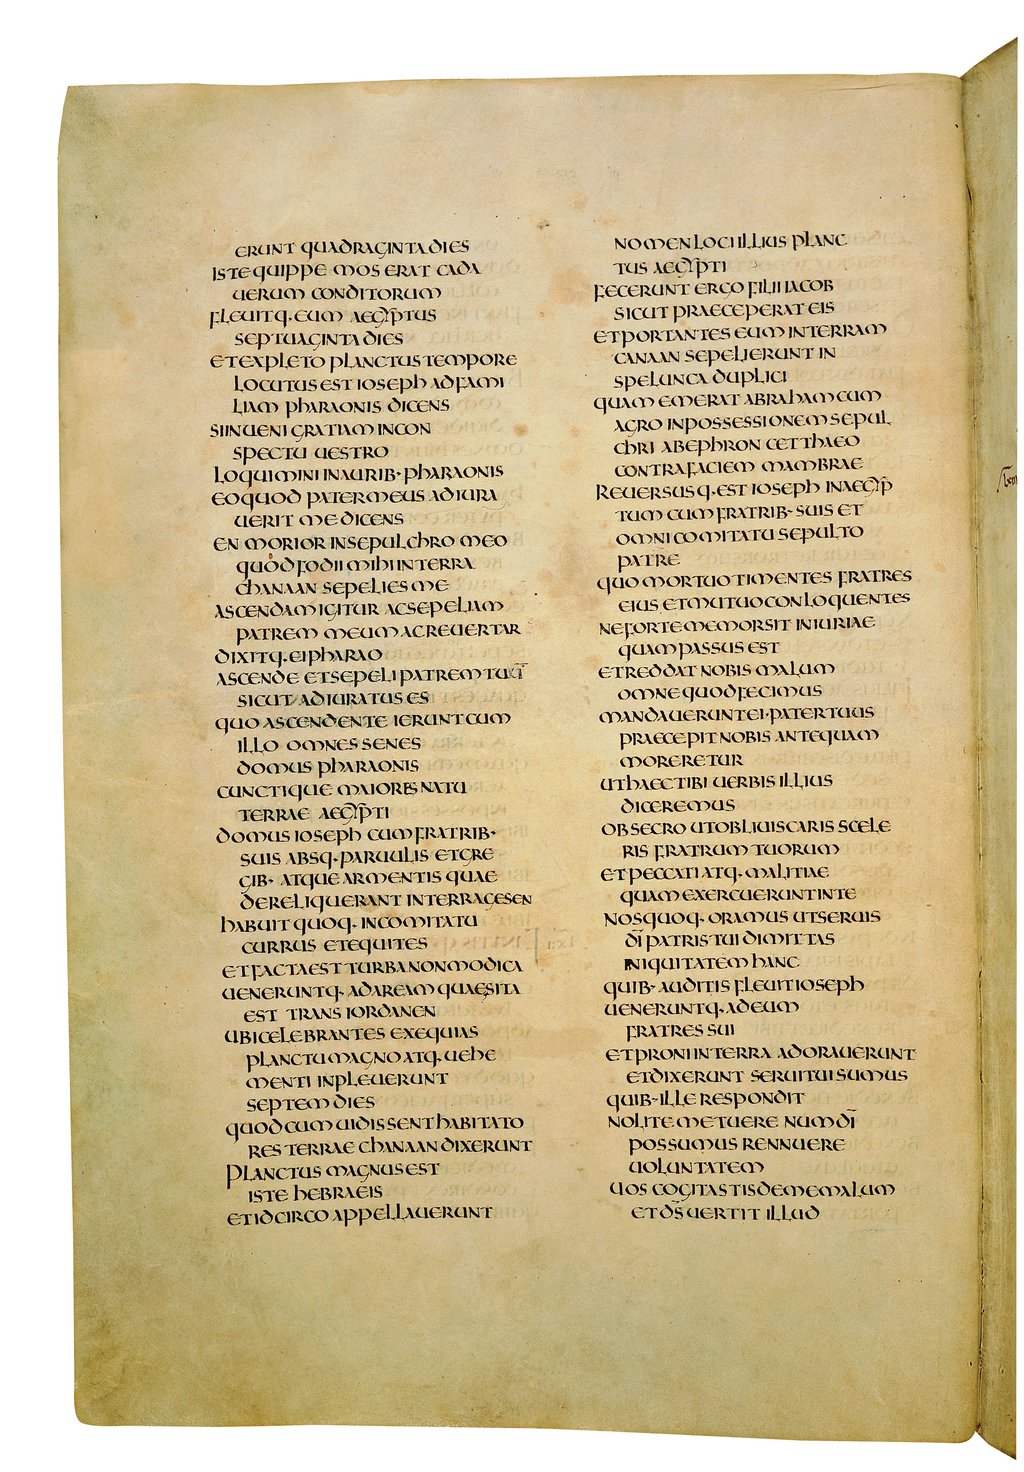 ERUNT QUADRAGINTA DIES
ISTE QUIPPE MOS ERAT CADA
UERUM CONDITORUM
FLEUITQ· EUM AEGYPTUS
SEPTUAGINTA DIES
ET EXPLETO PLANCTUS TEMPORE
LOCUTUS EST IOSEPH AD FAMI
LIAM PHARAONIS DICENS
SI INUENI GRATIAM IN CON
SPECTU UESTRO
LOQUIMINI IN AURIB· PHARAONIS
EO QUOD PATER MEUS ADIURA
UERIT ME DICENS
EN MORIOR IN SEPULCHRO MEO
QUOD FODI MIHI IN TERRA
CHANAAN SEPELIES ME
ASCENDAM IGITUR AC SEPELIAM
PATREM MEUM AC REUERTAR
DIXITQ· EI PHARAO
ASCENDE ET SEPELI PATREM TUŪ
SICUT ADIURATUS ES
QUO ASCENDENTE IERUNT CUM
ILLO OMNES SENES
DOMUS PHARAONIS
CUNCTIQUE MAIORES NATU
TERRAE AEGYPTI
DOMUS IOSEPH CUM FRATRIB·
SUIS ABSQ· PARUULIS ET GRE
GIB· ATQUE ARMENTIS QUAE
DERELIQUERANT IN TERRA GESEN
HABUIT QUOQ· IN COMITATU
CURRUS ET EQUITES
ET FACTA EST TURBA NON MODICA
UENERUNTQ· AD AREAM QUAE SITA
EST TRANS IORDANEN
UBI CELEBRANTES EXEQUIAS
PLANCTU MAGNO ATQ· UEHE
MENTI INPLEUERUNT
SEPTEM DIES
QUOD CUM UIDISSENT HABITATO
RES TERRAE CHANAAN DIXERUNT
PLANCTUS MAGNUS EST
ISTE HEBRAEIS
ET IDCIRCO APPELLAUERUNT
NOMEN LOCI ILLIUS PLANC
TUS AEGYPTI
FECERUNT ERGO FILII IACOB
SICUT PRAECEPERAT EIS
ET PORTANTES EUM IN TERRAM
CANAAN SEPELIERUNT IN
SPELUNCA DUPLICI
QUAM EMERAT ABRAHAM CUM
AGRO IN POSSESSIONEM SEPUL
CHRI AB EPHRON CETTHAEO
CONTRA FACIEM MAMBRAE
REUERSUSQ· EST IOSEPH IN AEGYP
TUM CUM FRATRIB· SUIS ET
OMNI COMITATU SEPULTO
PATRE
QUO MORTUO TIMENTES FRATRES
EIUS ET MUTUO CONLOQUENTES
NE FORTE MEMOR SIT INIURIAE
QUAM PASSUS EST
ET REDDAT NOBIS MALUM
OMNE QUOD FECIMUS
MANDAUERUNT EI· PATER TUUS
PRAECEPIT NOBIS ANTEQUAM
MORERETUR
UT HAEC TIBI UERBIS ILLIUS
DICEREMUS
OBSECRO UT OBLIUISCARIS SCELE
RIS FRATRUM TUORUM
ET PECCATI ATQ· MALITIAE
QUAM EXERCUERUNT IN TE
NOS QUOQ· ORAMUS UT SERUIS
D̄I PATRIS TUI DIMITTAS
INIQUITATEM HANC
QUIB· AUDITIS FLEUIT IOSEPH
UENERUNTQ· AD EUM
FRATRES SUI
ET PRONI IN TERRA ADORAUERUNT
ET DIXERUNT SERUI TUI SUMUS
QUIB· ILLE RESPONDIT
NOLITE METUERE NUM D̄I
POSSUMUS RENNUERE
UOLUNTATEM
UOS COGITASTIS DE ME MALUM
ET D̄S UERTIT ILLUD